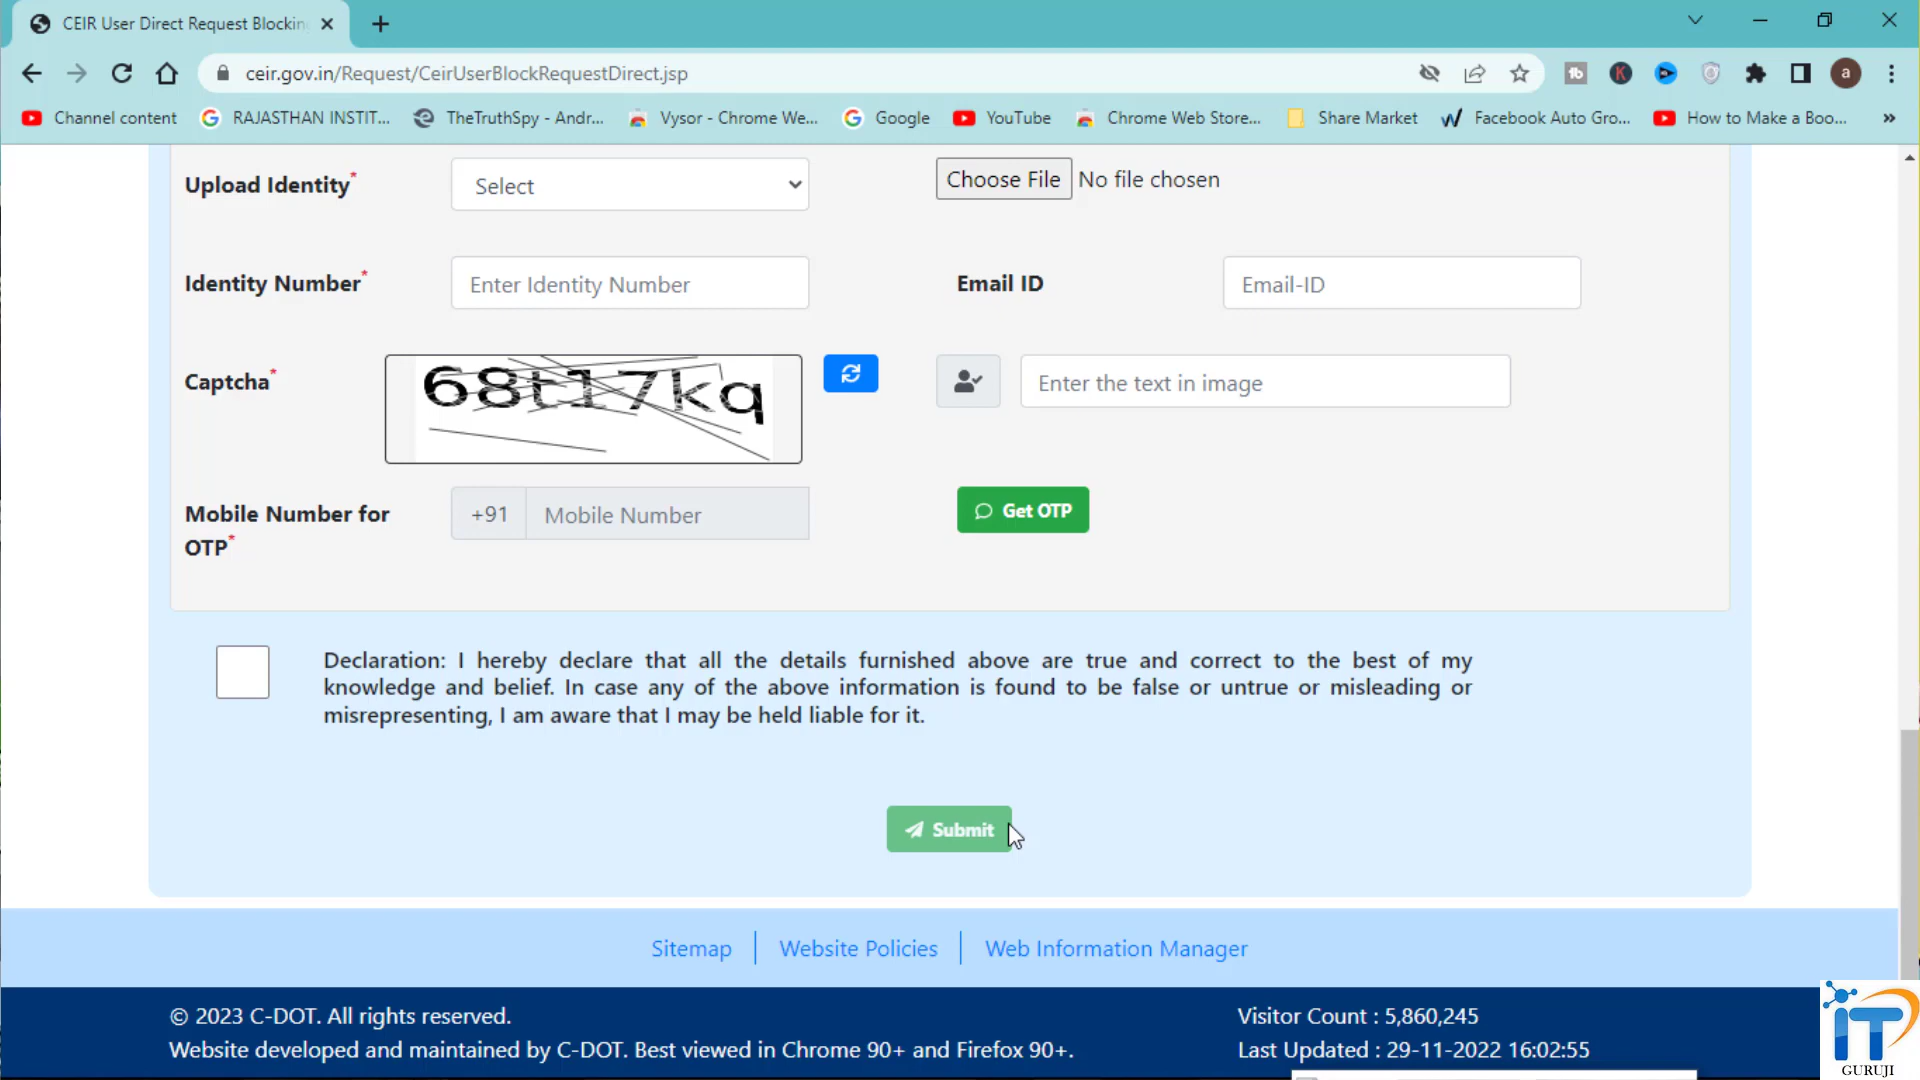 CEIR User Direct Request Blockin
ceir.gov.in/Request/CeirUserBlockRequestDirect.jsp
a
Channel content
RAJASTHAN INSTIT...
TheTruthSpy - Andr...
Vysor - Chrome We...
Google
YouTube
Chrome Web Store...
Share Market
Facebook Auto Gro...
How to Make a Boo...
Upload Identity*
Select
Choose File No file chosen
Identity Number*
Enter Identity Number
Email ID
Email-ID
Captcha*
68t17kq
Enter the text in image
Mobile Number for
OTP*
+91
Mobile Number
Get OTP
Declaration: I hereby declare that all the details furnished above are true and correct to the best of my
knowledge and belief. In case any of the above information is found to be false or untrue or misleading or
misrepresenting, I am aware that I may be held liable for it.
Submit
Sitemap
Website Policies
Web Information Manager
© 2023 C-DOT. All rights reserved.
Visitor Count : 5,860,245
Website developed and maintained by C-DOT. Best viewed in Chrome 90+ and Firefox 90+.
Last Updated : 29-11-2022 16:02:55
iT
GURUJI